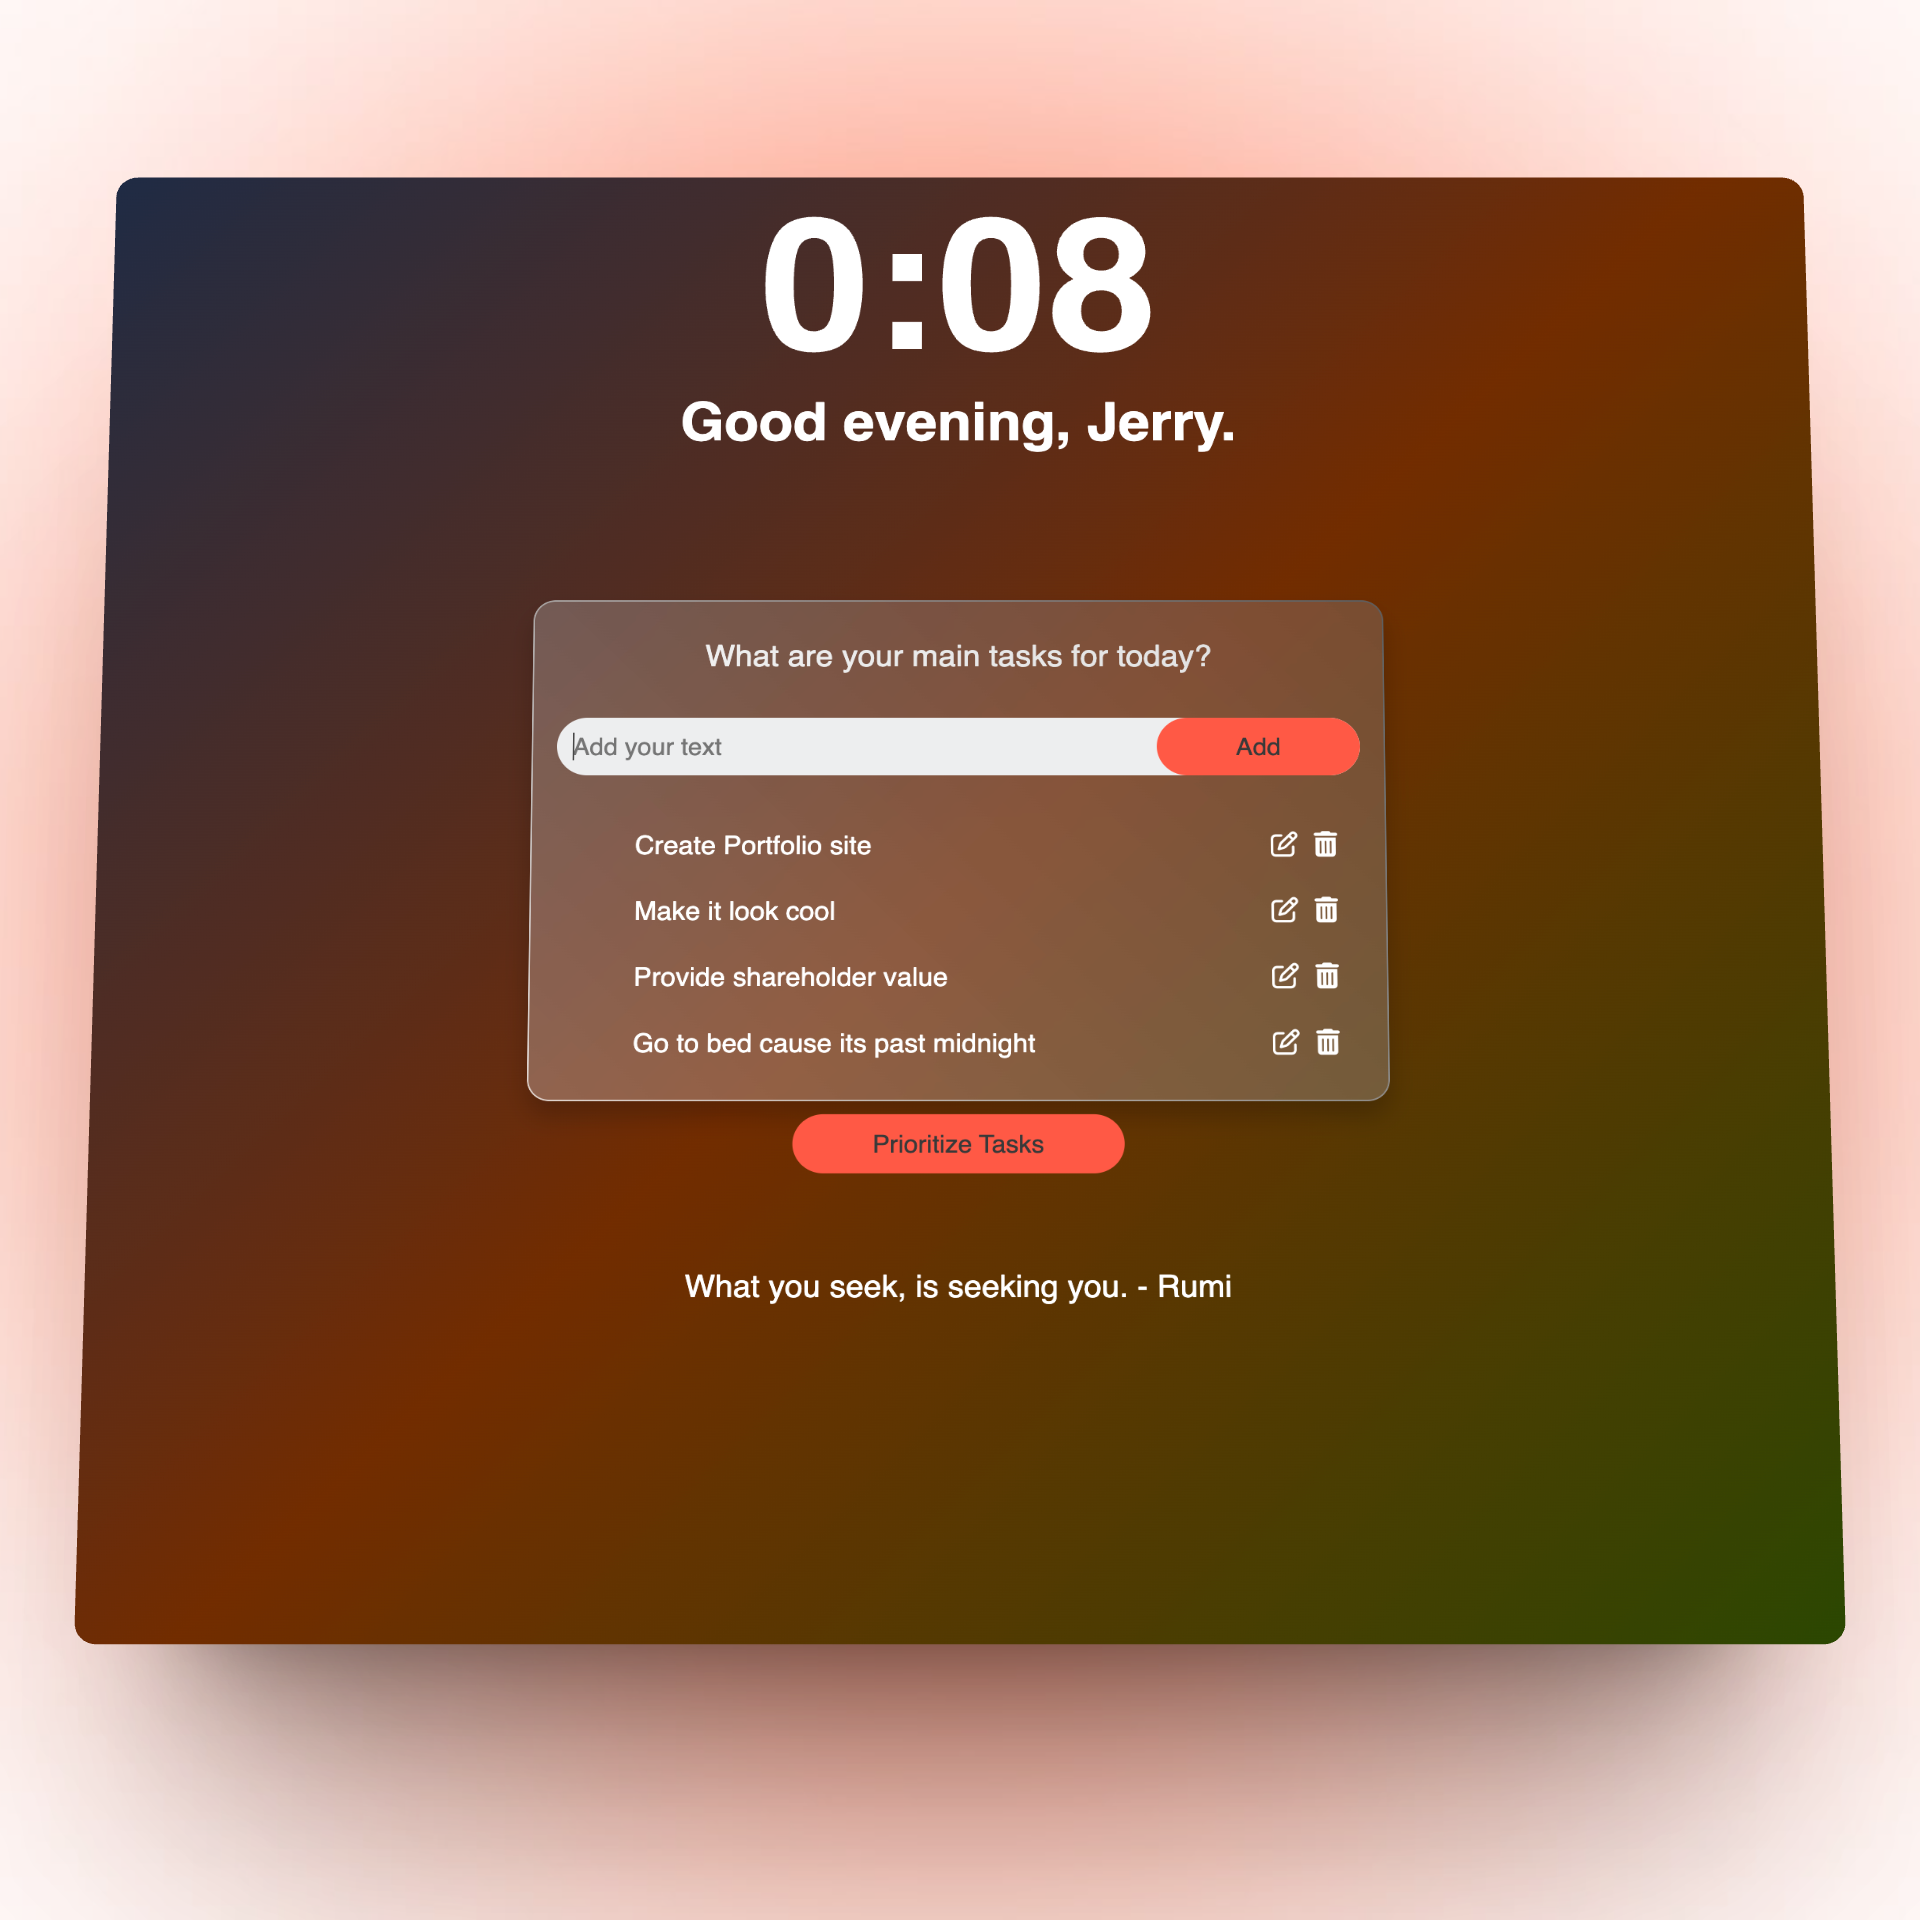 0:08
Good evening, Jerry.
What are your main tasks for today?
Add your text
Add
Create Portfolio site
Make it look cool
Provide shareholder value
Go to bed cause its past midnight
Prioritize Tasks
What you seek, is seeking you. - Rumi